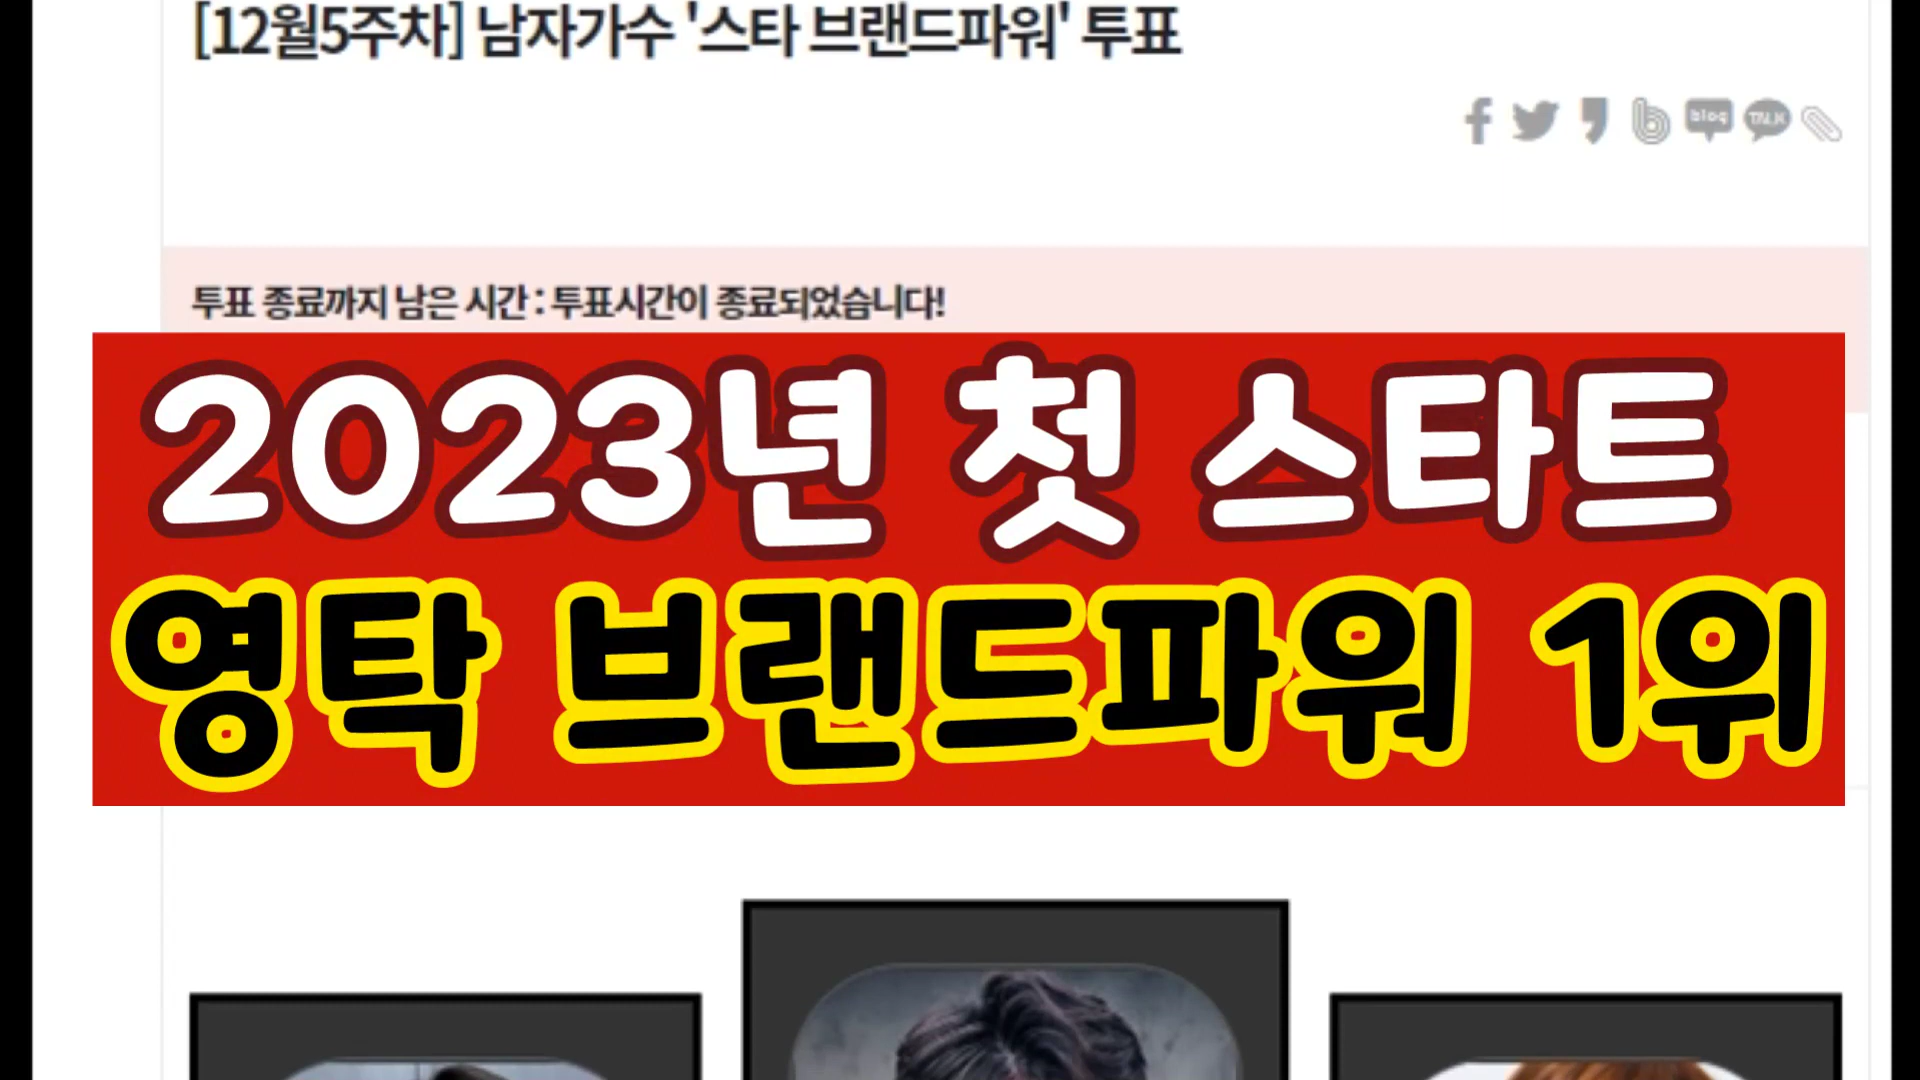 [12월5주차] 남자가수 '스타 브랜드파워' 투표
blog TALK
투표 종료까지 남은 시간 : 투표시간이 종료되었습니다!
2023년 첫 스타트
영탁 브랜드파워 1위